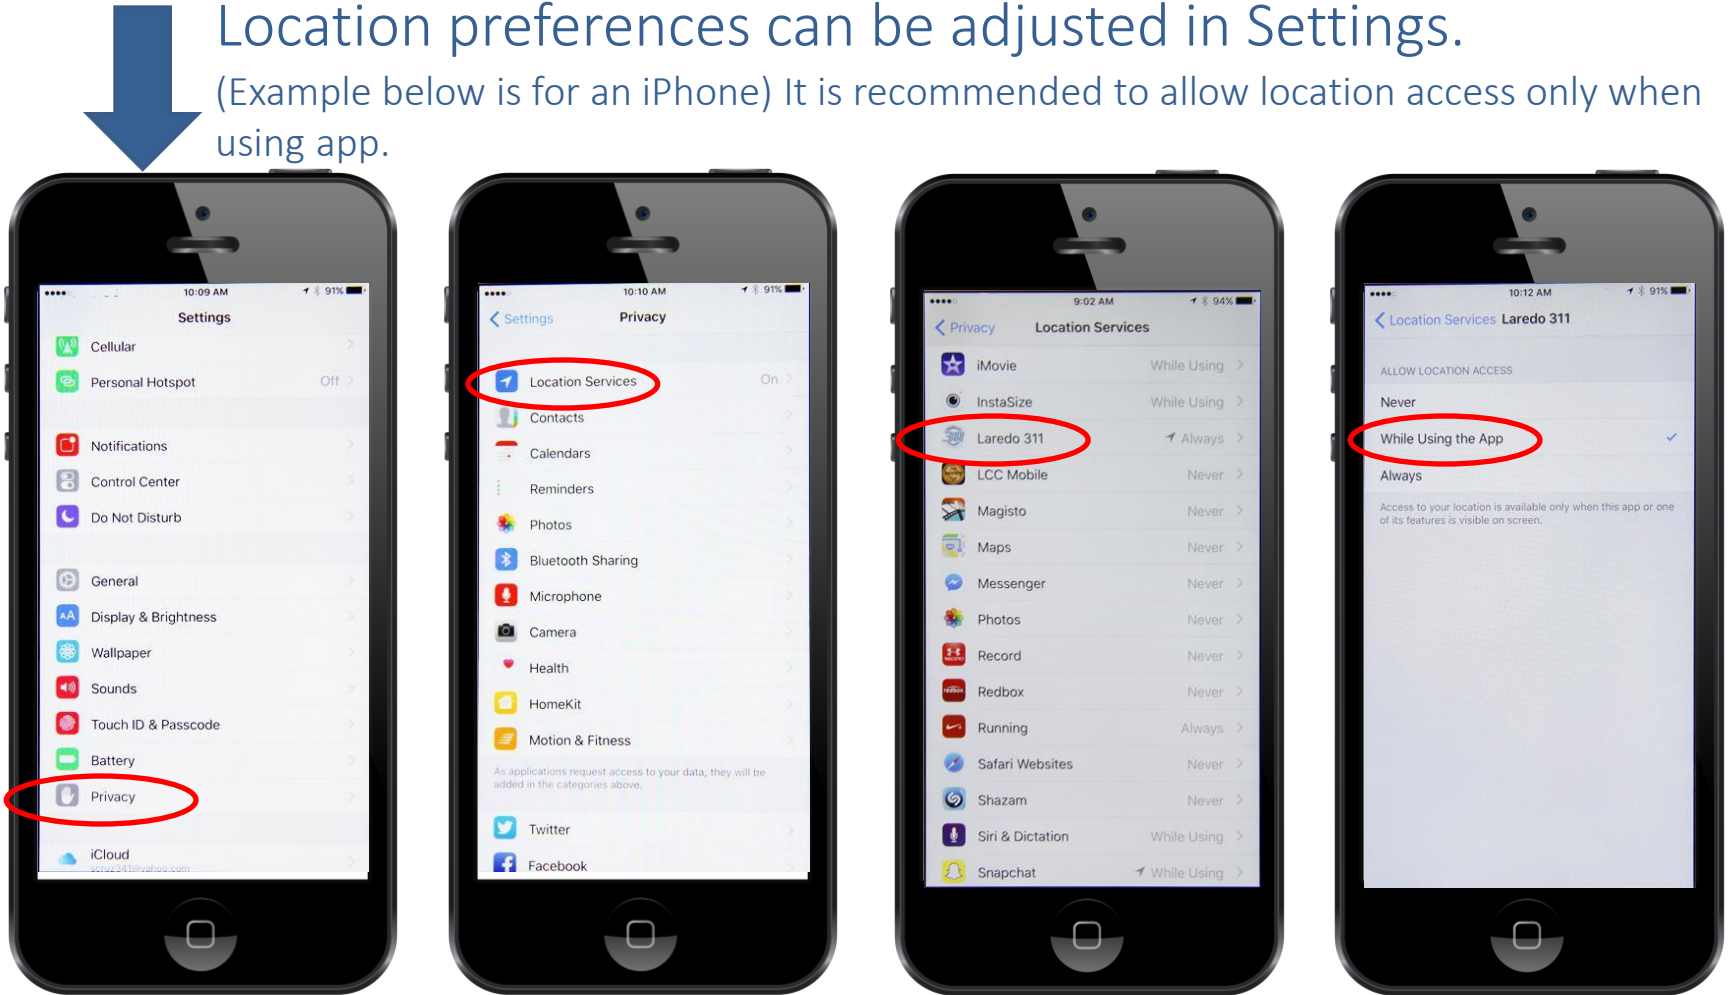 Location preferences can be adjusted in Settings.
(Example below is for an iPhone) It is recommended to allow location access only when
using app.
10:09 AM
91%
Settings
Cellular
Personal Hotspot Off
Notifications
Control Center
Do Not Disturb
General
Display & Brightness
AA
Wallpaper
Sounds
Touch ID & Passcode
Battery
Privacy
iCloud
10:10 AM
91%
Settings Privacy
Location Services On
Contacts
Calendars
Reminders
Photos
Bluetooth Sharing
Microphone
Camera
Health
HomeKit
Motion & Fitness
As applications request access to your data, they will be
added in the categories above.
Twitter
Facebook
9:02 AM
94%
Privacy Location Services
iMovie While Using
InstaSize While Using
Laredo 311 Always
LCC Mobile Never
Magisto Never
Maps Never
Messenger Never
Photos Never
Record Never
Redbox Never
Running Always
Safari Websites Never
Shazam Never
Siri & Dictation While Using
Snapchat While Using
10:12 AM
91%
Location Services Laredo 311
ALLOW LOCATION ACCESS
Never
While Using the App
Always
Access to your location is available only when this app or one
of its features is visible on screen.